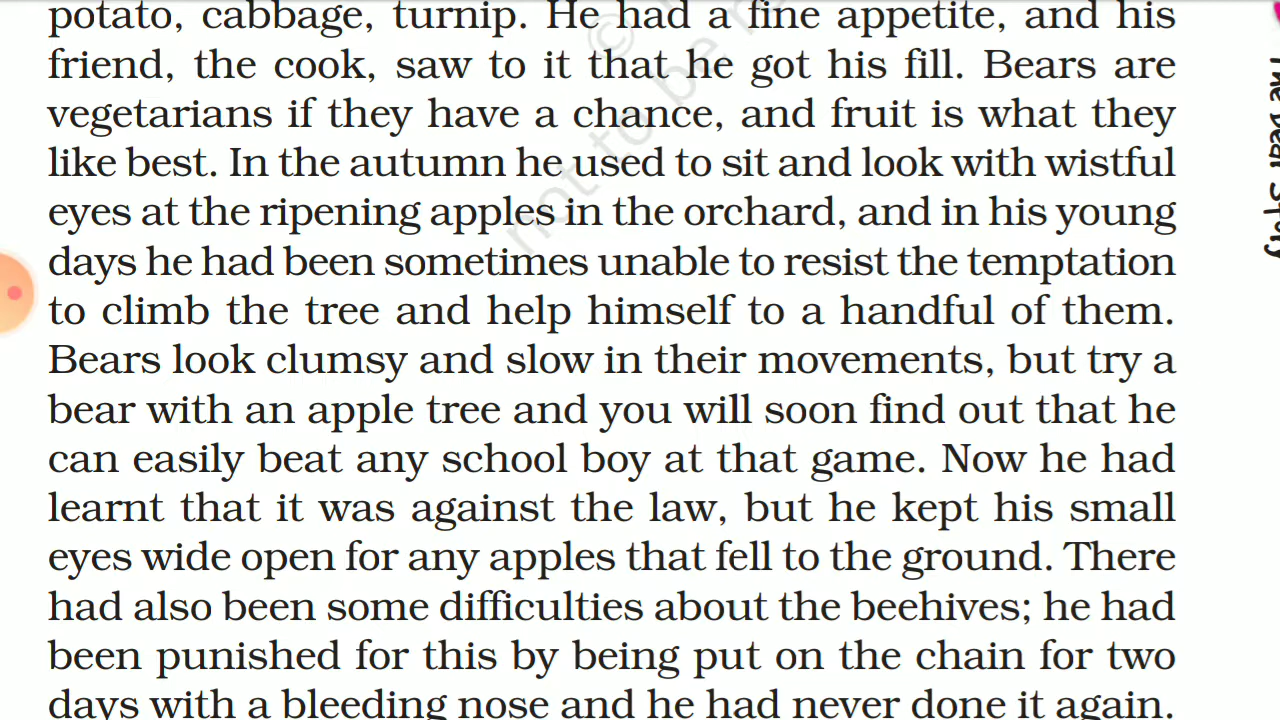 potato, cabbage, turnip. He had a fine appetite, and his
friend, the cook, saw to it that he got his fill. Bears are
vegetarians if they have a chance, and fruit is what they
like best. In the autumn he used to sit and look with wistful
eyes at the ripening apples in the orchard, and in his young
days he had been sometimes unable to resist the temptation
to climb the tree and help himself to a handful of them.
Bears look clumsy and slow in their movements, but try a
bear with an apple tree and you will soon find out that he
can easily beat any school boy at that game. Now he had
learnt that it was against the law, but he kept his small
eyes wide open for any apples that fell to the ground. There
had also been some difficulties about the beehives; he had
been punished for this by being put on the chain for two
days with a bleeding nose and he had never done it again.
©
not to be
The Bear Story